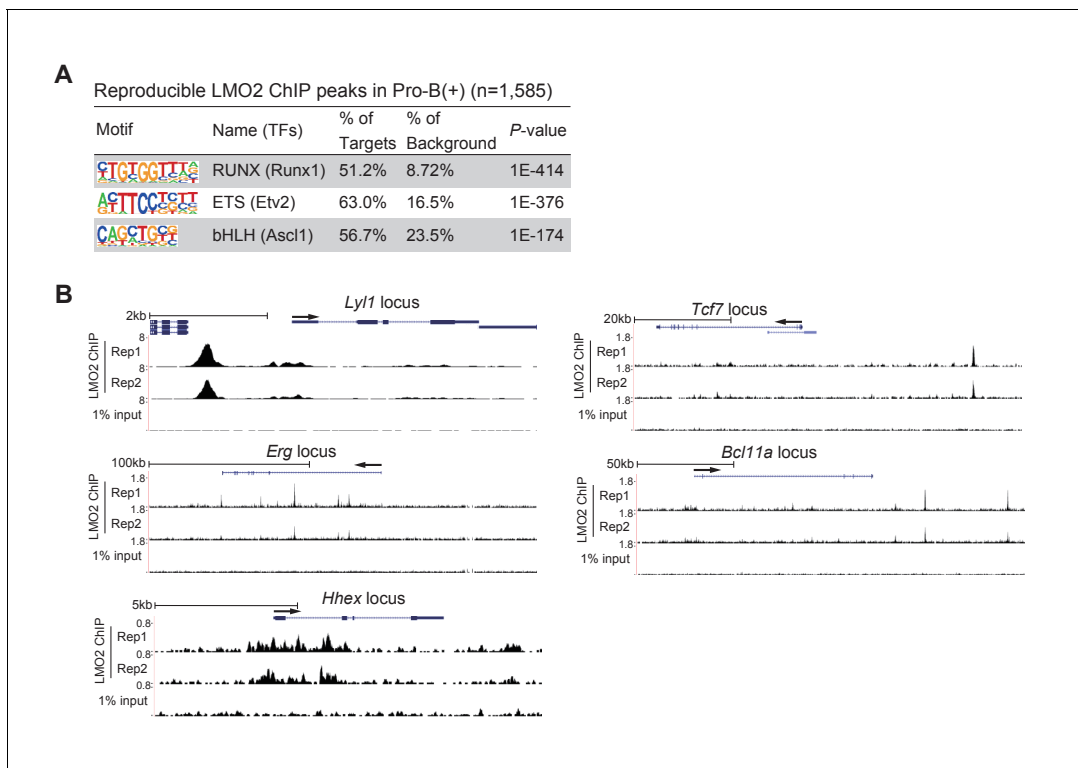 A
Reproducible LMO2 ChIP peaks in Pro-B(+) (n=1,585)
Motif Name (TFs) % of Targets % of Background P-value
CTGTGGTTTA RUNX (Runx1) 51.2% 8.72% 1E-414
ACTTCCTCTT ETS (Etv2) 63.0% 16.5% 1E-376
CAGCTGCG bHLH (Ascl1) 56.7% 23.5% 1E-174
B
Lyl1 locus
2kb
8
LMO2 ChIP
Rep1
8
Rep2
8
1% input
Tcf7 locus
20kb
1.8
LMO2 ChIP
Rep1
1.8
Rep2
1.8
1% input
Erg locus
100kb
1.8
LMO2 ChIP
Rep1
1.8
Rep2
1.8
1% input
Bcl11a locus
50kb
1.8
LMO2 ChIP
Rep1
1.8
Rep2
1.8
1% input
Hhex locus
5kb
0.8
LMO2 ChIP
Rep1
0.8
Rep2
0.8
1% input